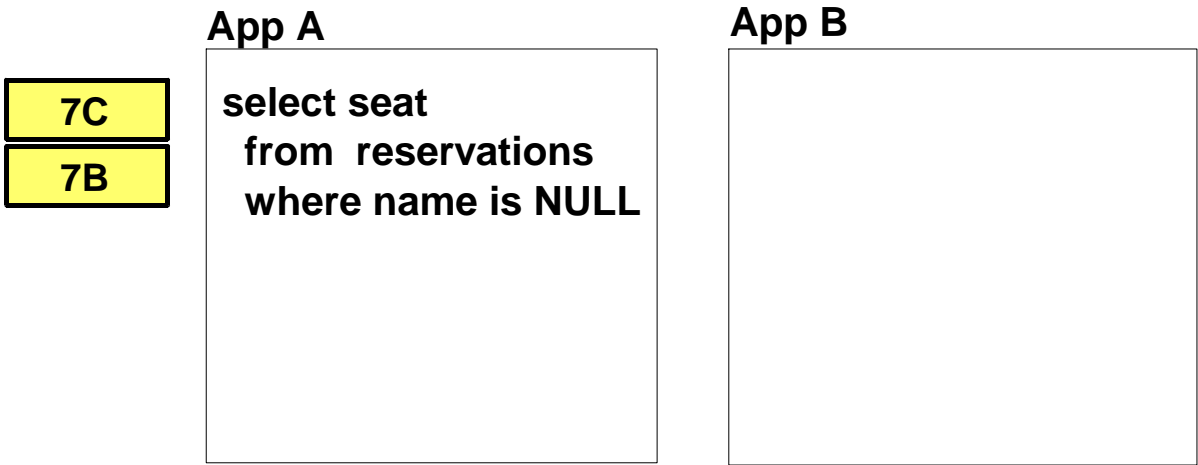 App A
App B
7C
7B
select seat
from reservations
where name is NULL